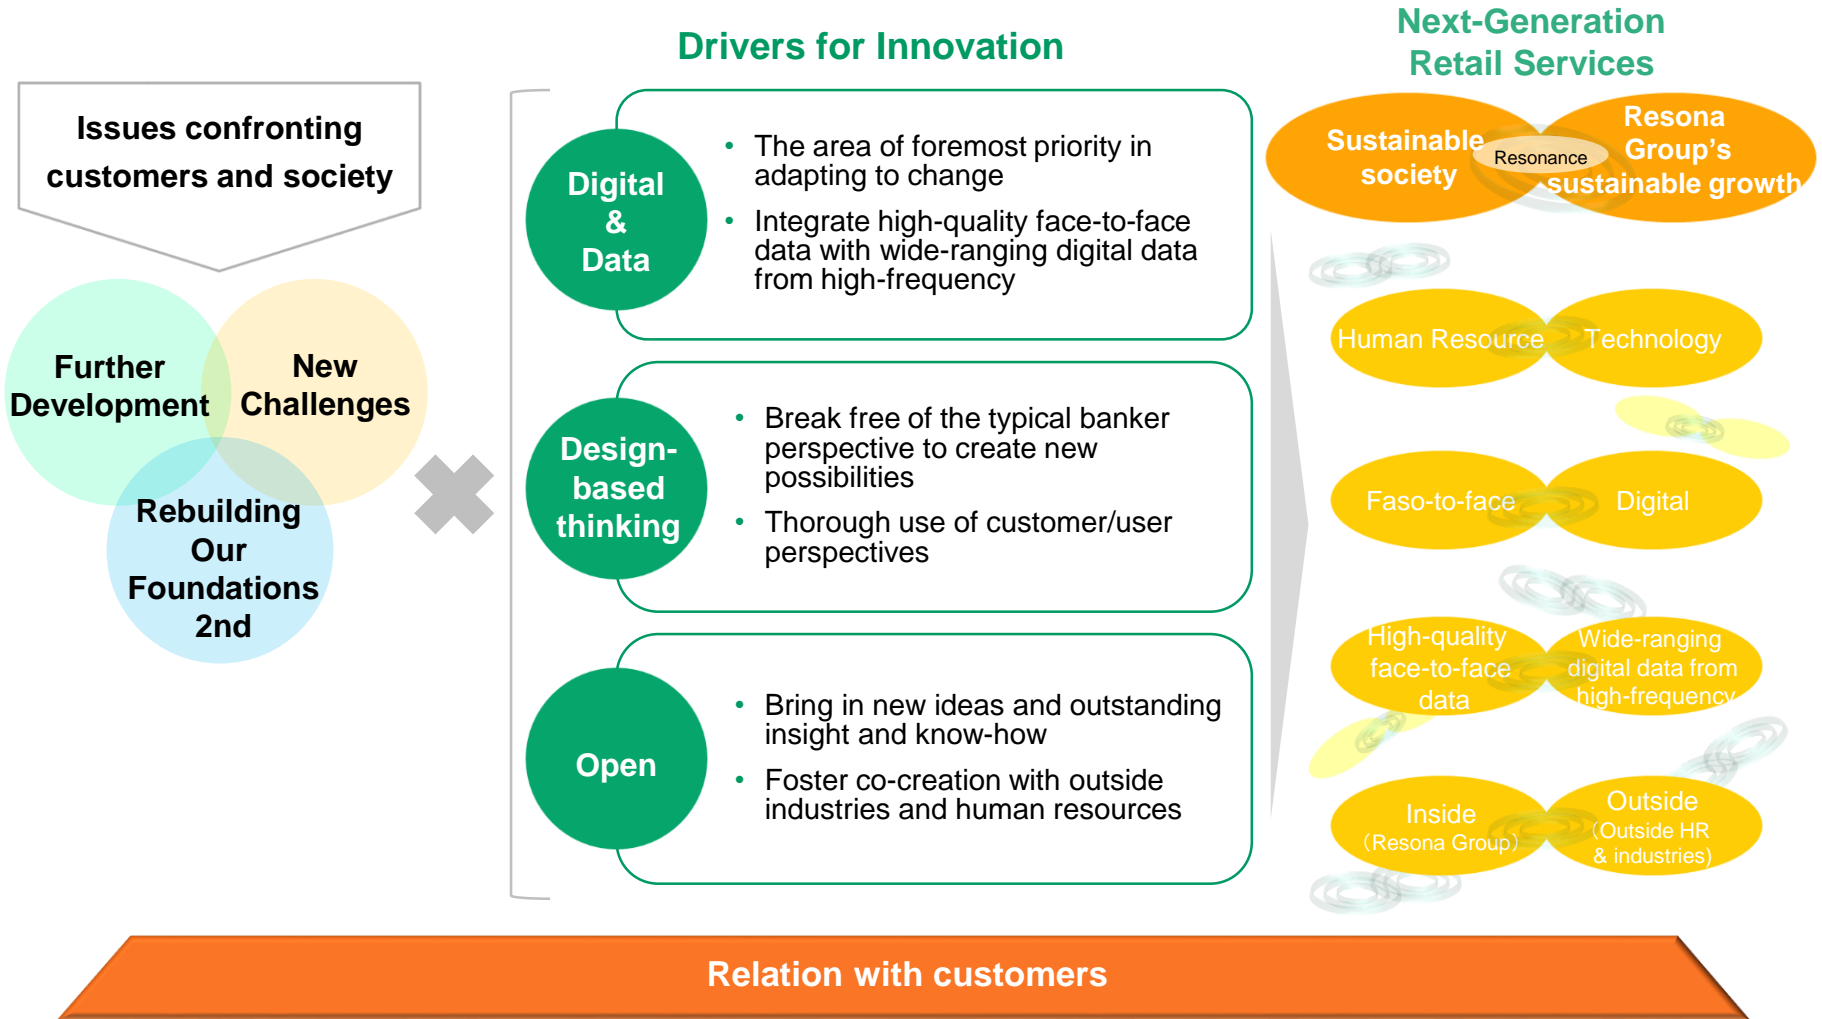 Issues confronting
customers and society
Further
Development
New
Challenges
Rebuilding
Our
Foundations
2nd
Drivers for Innovation
Digital
&
Data
• The area of foremost priority in
adapting to change
• Integrate high-quality face-to-face
data with wide-ranging digital data
from high-frequency
Design-
based
thinking
• Break free of the typical banker
perspective to create new
possibilities
• Thorough use of customer/user
perspectives
Open
• Bring in new ideas and outstanding
insight and know-how
• Foster co-creation with outside
industries and human resources
Next-Generation
Retail Services
Sustainable
society
Resonance
Resona
Group's
sustainable growth
Human Resource
Technology
Faso-to-face
Digital
High-quality
face-to-face
data
Wide-ranging
digital data from
high-frequency
Inside
（Resona Group）
Outside
（Outside HR
& industries)
Relation with customers